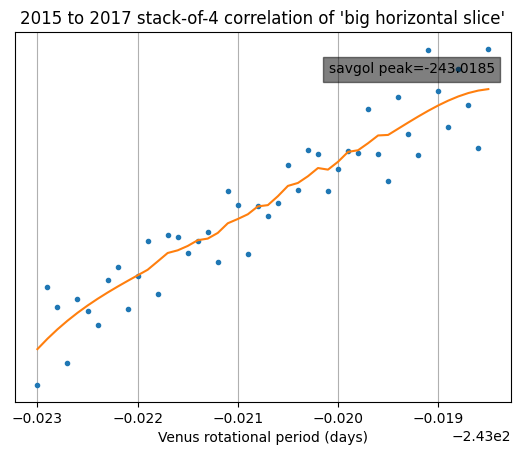 2015 to 2017 stack-of-4 correlation of 'big horizontal slice'
savgol peak=-243.0185
−0.023 −0.022 −0.021 −0.020 −0.019
Venus rotational period (days)
−2.43e2